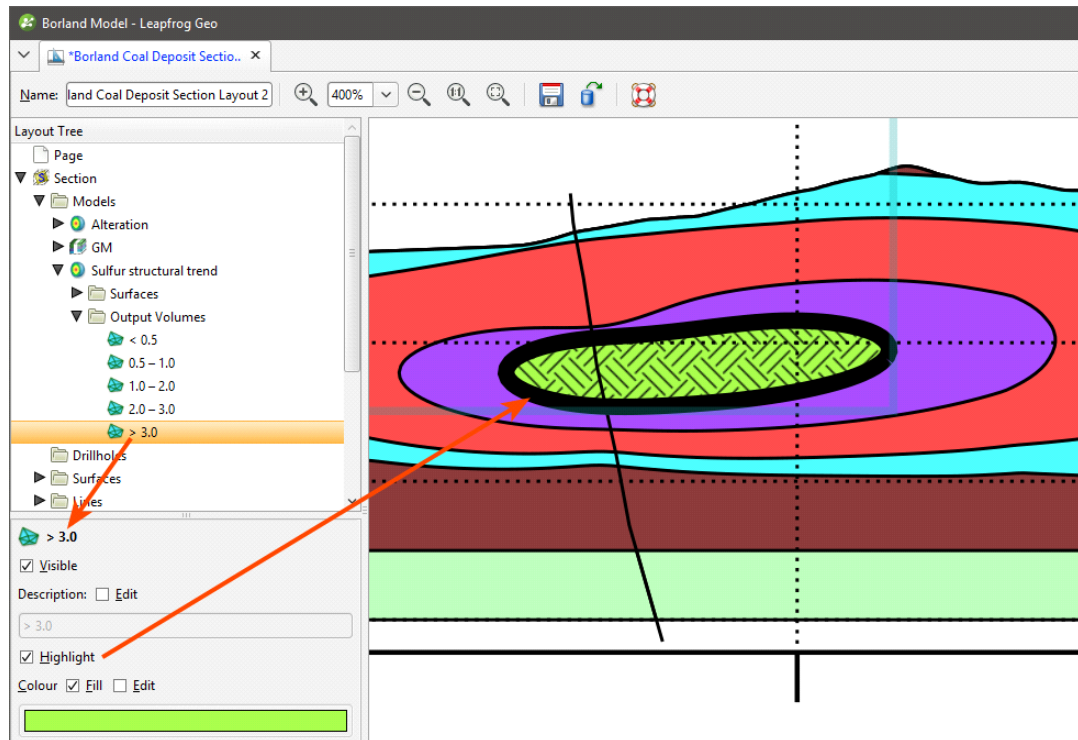 Borland Model - Leapfrog Geo
*Borland Coal Deposit Sectio..
Name: land Coal Deposit Section Layout 2 400% 1:1
Layout Tree
Page
Section
Models
Alteration
GM
Sulfur structural trend
Surfaces
Output Volumes
< 0.5
0.5 – 1.0
1.0 – 2.0
2.0 – 3.0
> 3.0
Drillholes
Surfaces
Lines
> 3.0
Visible
Description: Edit
> 3.0
Highlight
Colour Fill Edit